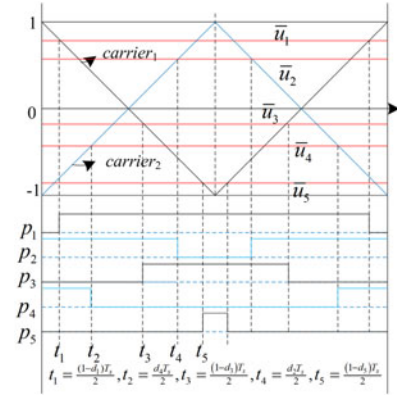 1
ū₁
carrier₁
ū₂
0
ū₃
ū₄
carrier₂
-1
ū₅
p₁
p₂
p₃
p₄
p₅
t₁ t₂ t₃ t₄ t₅
t₁ = (1-d₁)Tₛ/2, t₂ = d₄Tₛ/2, t₃ = (1-d₃)Tₛ/2, t₄ = d₂Tₛ/2, t₅ = (1-d₅)Tₛ/2